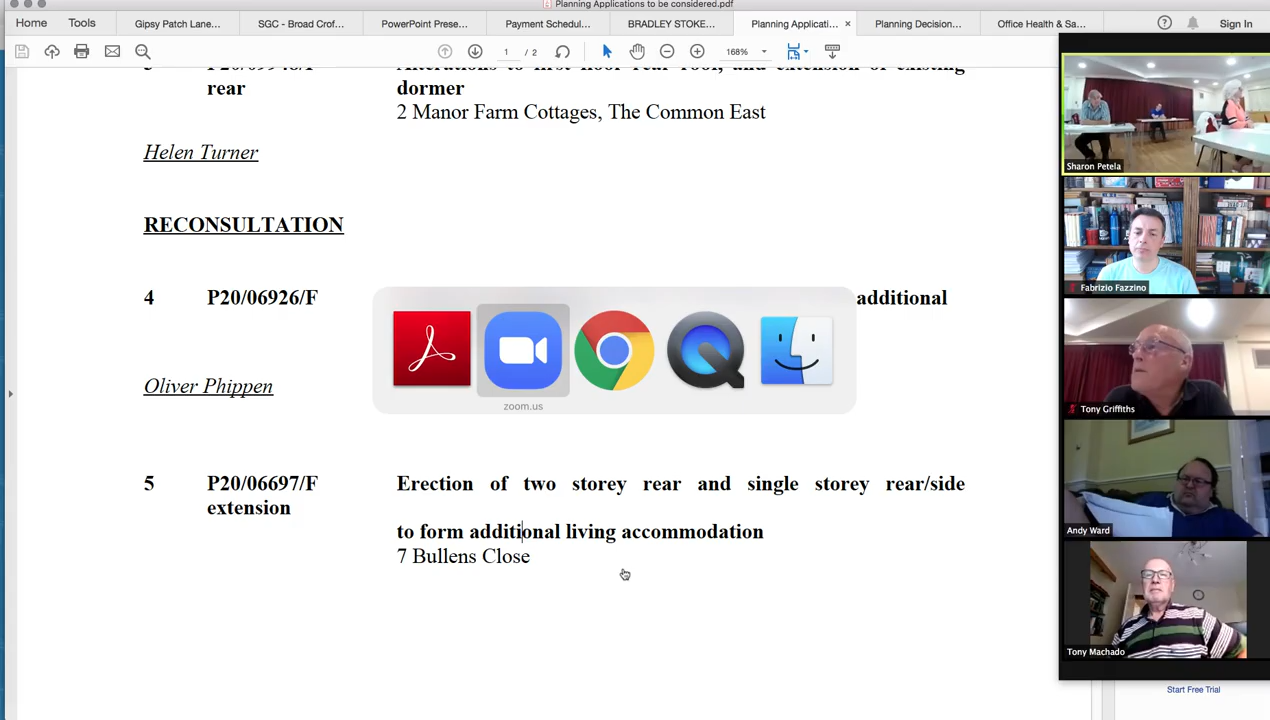 Planning Applications to be considered.pdf
Home
Tools
Gipsy Patch Lane...
SGC - Broad Crof...
PowerPoint Prese...
Payment Schedul...
BRADLEY STOKE...
Planning Applicati...
×
Planning Decision...
Office Health & Sa...
Sign In
1 / 2
168%
rear
dormer
2 Manor Farm Cottages, The Common East
Helen Turner
RECONSULTATION
4 P20/06926/F additional
Oliver Phippen
zoom.us
5 P20/06697/F Erection of two storey rear and single storey rear/side
extension
to form additional living accommodation
7 Bullens Close
Sharon Petela
Fabrizio Fazzino
Tony Griffiths
Andy Ward
Tony Machado
Start Free Trial